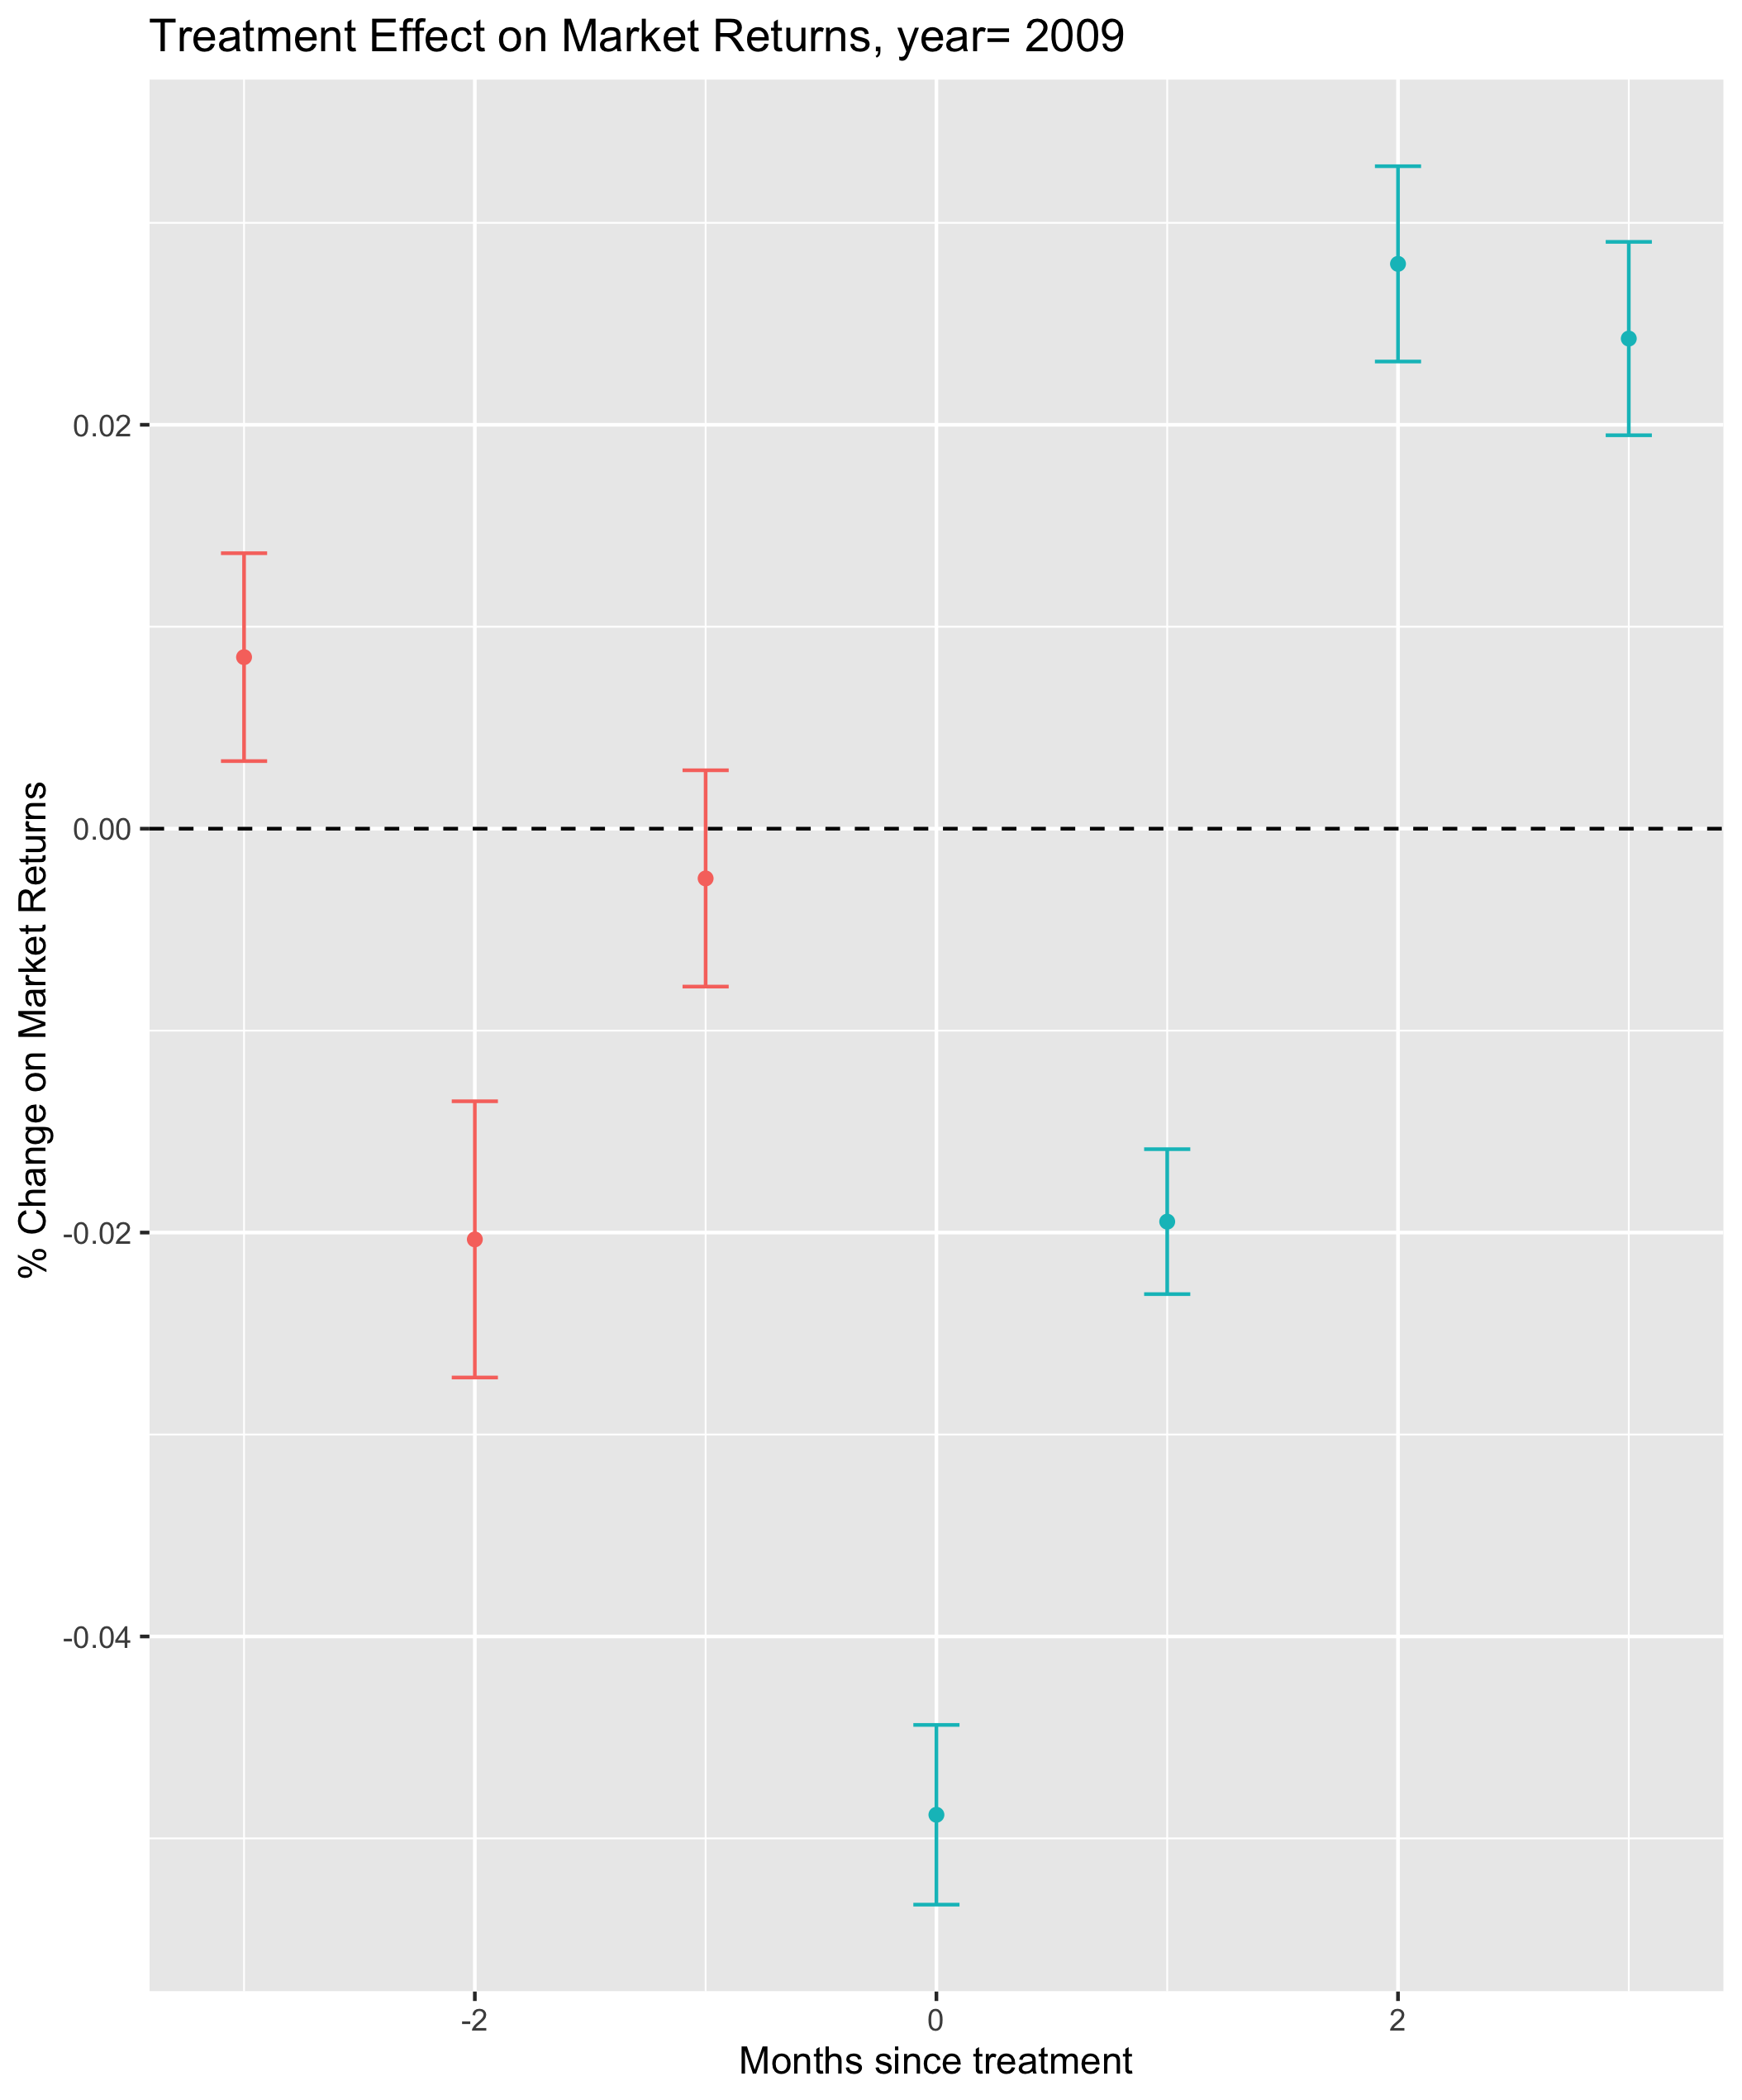 Treatment Effect on Market Returns, year= 2009
% Change on Market Returns
0.02
0.00
-0.02
-0.04
-2
0
2
Months since treatment